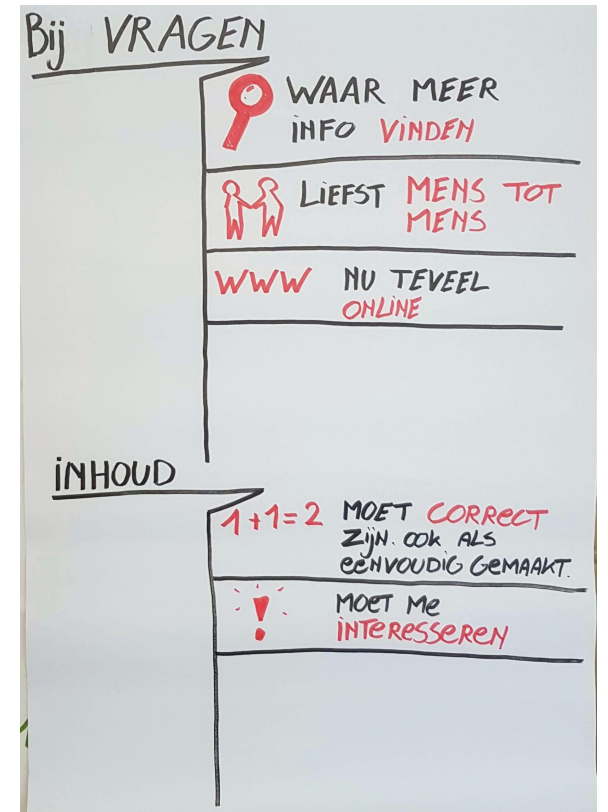 Bij VRAGEN
WAAR MEER
iNFO ViNDEN
LiEFST MENS TOT
MENS
WWW NU TEVEEL
ONLiNE
iNHOUD
1+1=2 MOET CORRECT
ZijN. OOK ALS
EENVOUDIG GEMAAKT.
MOET ME
iNTERESSEREN